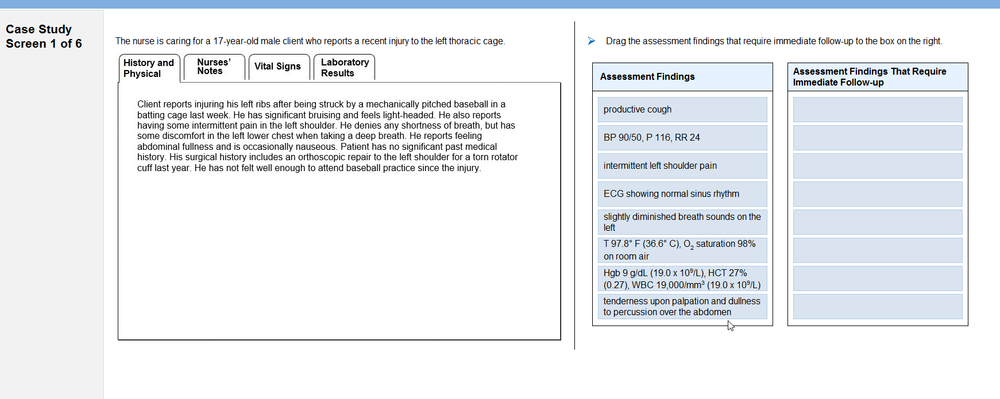 Case Study
Screen 1 of 6
The nurse is caring for a 17-year-old male client who reports a recent injury to the left thoracic cage.
History and
Physical
Nurses'
Notes
Vital Signs
Laboratory
Results
Client reports injuring his left ribs after being struck by a mechanically pitched baseball in a
batting cage last week. He has significant bruising and feels light-headed. He also reports
having some intermittent pain in the left shoulder. He denies any shortness of breath, but has
some discomfort in the left lower chest when taking a deep breath. He reports feeling
abdominal fullness and is occasionally nauseous. Patient has no significant past medical
history. His surgical history includes an orthoscopic repair to the left shoulder for a torn rotator
cuff last year. He has not felt well enough to attend baseball practice since the injury.
➤ Drag the assessment findings that require immediate follow-up to the box on the right.
Assessment Findings
productive cough
BP 90/50, P 116, RR 24
intermittent left shoulder pain
ECG showing normal sinus rhythm
slightly diminished breath sounds on the
left
T 97.8° F (36.6° C), O₂ saturation 98%
on room air
Hgb 9 g/dL (19.0 x 10⁹/L), HCT 27%
(0.27), WBC 19,000/mm³ (19.0 x 10⁹/L)
tenderness upon palpation and dullness
to percussion over the abdomen
Assessment Findings That Require
Immediate Follow-up